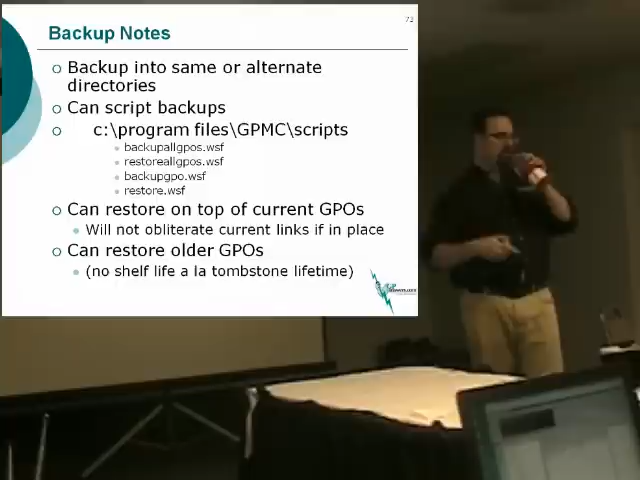 73
Backup Notes
Backup into same or alternate
directories
Can script backups
c:\program files\GPMC\scripts
backupallgpos.wsf
restoreallgpos.wsf
backupgpo.wsf
restore.wsf
Can restore on top of current GPOs
Will not obliterate current links if in place
Can restore older GPOs
(no shelf life a la tombstone lifetime)